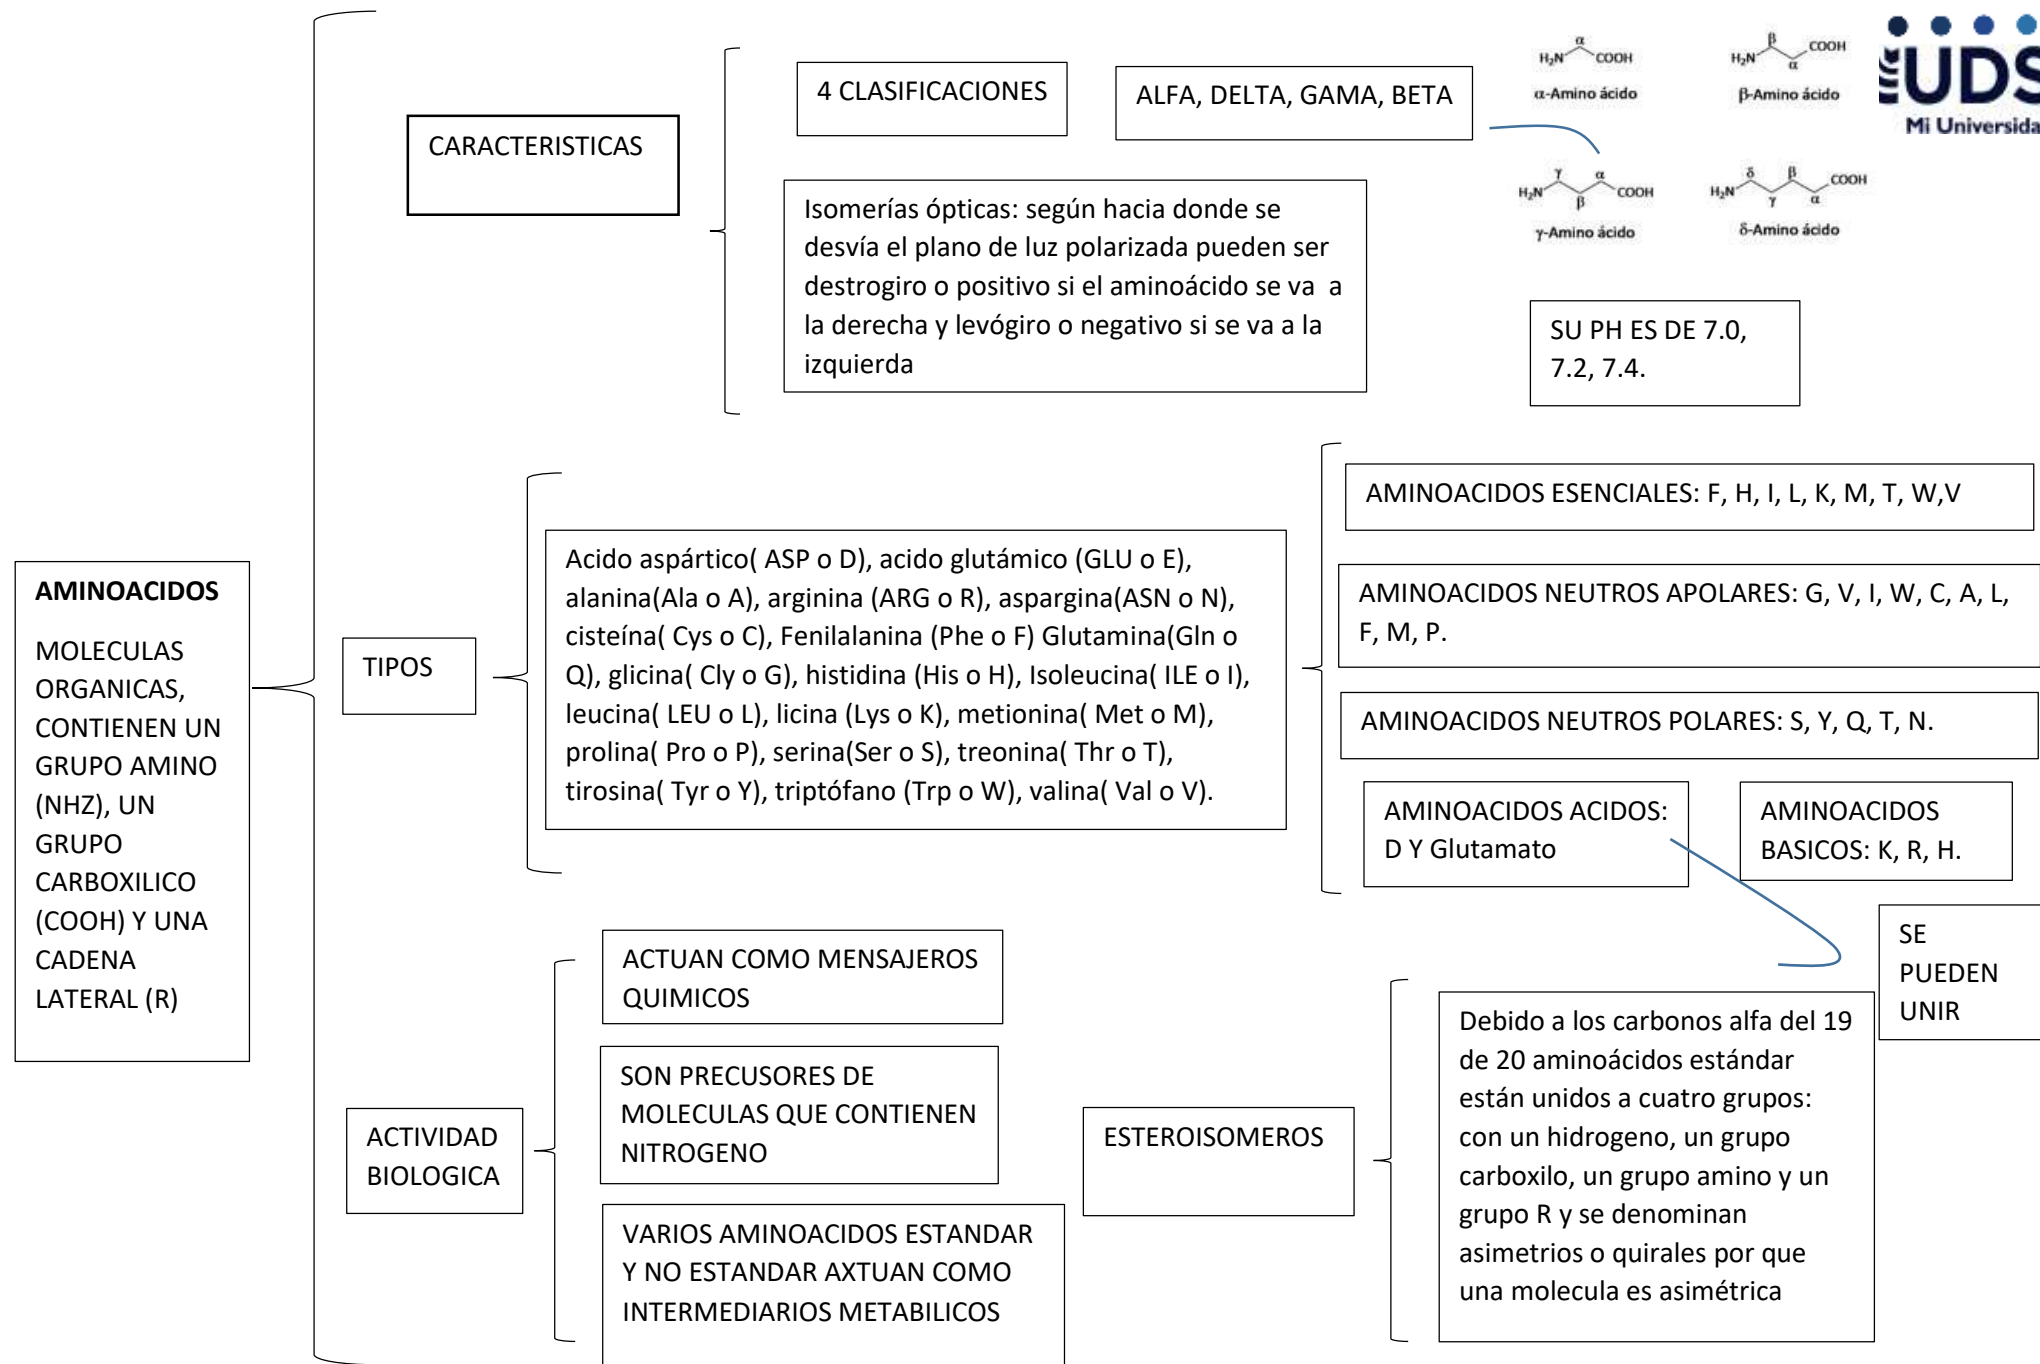 AMINOACIDOS
MOLECULAS
ORGANICAS,
CONTIENEN UN
GRUPO AMINO
(NHZ), UN
GRUPO
CARBOXILICO
(COOH) Y UNA
CADENA
LATERAL (R)
CARACTERISTICAS
4 CLASIFICACIONES
ALFA, DELTA, GAMA, BETA
Isomerías ópticas: según hacia donde se
desvía el plano de luz polarizada pueden ser
destrogiro o positivo si el aminoácido se va a
la derecha y levógiro o negativo si se va a la
izquierda
α
H₂N COOH
α-Amino ácido
β
H₂N COOH
α
β-Amino ácido
γ α
H₂N COOH
β
γ-Amino ácido
δ β
H₂N COOH
γ α
δ-Amino ácido
UDS
Mi Universida
SU PH ES DE 7.0,
7.2, 7.4.
TIPOS
Acido aspártico( ASP o D), acido glutámico (GLU o E),
alanina(Ala o A), arginina (ARG o R), aspargina(ASN o N),
cisteína( Cys o C), Fenilalanina (Phe o F) Glutamina(Gln o
Q), glicina( Cly o G), histidina (His o H), Isoleucina( ILE o I),
leucina( LEU o L), licina (Lys o K), metionina( Met o M),
prolina( Pro o P), serina(Ser o S), treonina( Thr o T),
tirosina( Tyr o Y), triptófano (Trp o W), valina( Val o V).
AMINOACIDOS ESENCIALES: F, H, I, L, K, M, T, W,V
AMINOACIDOS NEUTROS APOLARES: G, V, I, W, C, A, L,
F, M, P.
AMINOACIDOS NEUTROS POLARES: S, Y, Q, T, N.
AMINOACIDOS ACIDOS:
D Y Glutamato
AMINOACIDOS
BASICOS: K, R, H.
SE
PUEDEN
UNIR
ACTIVIDAD
BIOLOGICA
ACTUAN COMO MENSAJEROS
QUIMICOS
SON PRECUSORES DE
MOLECULAS QUE CONTIENEN
NITROGENO
VARIOS AMINOACIDOS ESTANDAR
Y NO ESTANDAR AXTUAN COMO
INTERMEDIARIOS METABILICOS
ESTEROISOMEROS
Debido a los carbonos alfa del 19
de 20 aminoácidos estándar
están unidos a cuatro grupos:
con un hidrogeno, un grupo
carboxilo, un grupo amino y un
grupo R y se denominan
asimetrios o quirales por que
una molecula es asimétrica